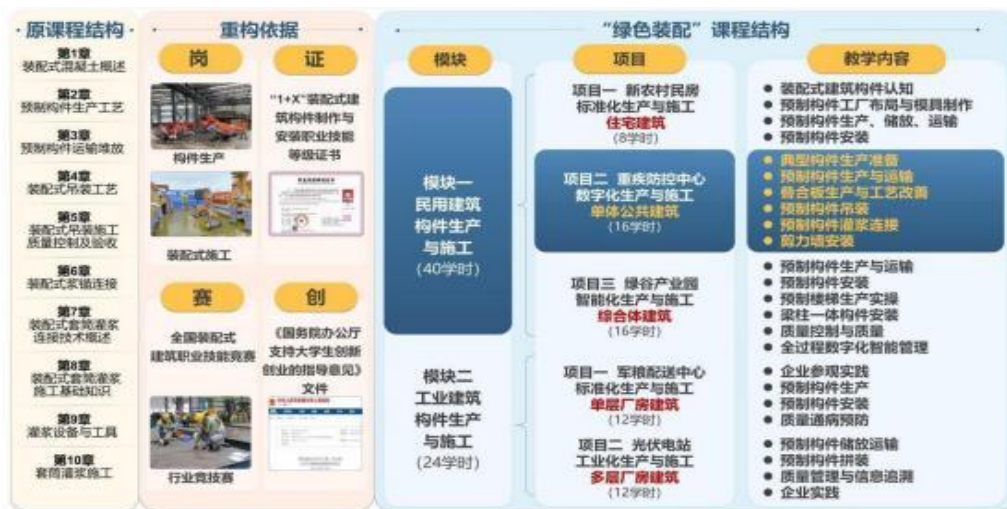 原课程结构
第1章
装配式混凝土概述
第2章
预制构件生产工艺
第3章
预制构件运输堆放
第4章
装配式吊装工艺
第5章
装配式吊装施工
质量控制及验收
第6章
装配式浆锚连接
第7章
装配式套筒灌浆
连接技术概述
第8章
装配式套筒灌浆
施工基础知识
第9章
灌浆设备与工具
第10章
套筒灌浆施工
重构依据
岗
构件生产
装配式施工
证
“1+X”装配式建
筑构件制作与
安装职业技能
等级证书
赛
全国装配式
建筑职业技能竞赛
行业竞技赛
创
《国务院办公厅
支持大学生创新
创业的指导意见》
文件
“绿色装配”课程结构
模块
模块一
民用建筑
构件生产
与施工
(40学时)
模块二
工业建筑
构件生产
与施工
(24学时)
项目
项目一 新农村民房
标准化生产与施工
住宅建筑
(8学时)
项目二 重疾防控中心
数字化生产与施工
单体公共建筑
(16学时)
项目三 绿谷产业园
智能化生产与施工
综合体建筑
(16学时)
项目一 军粮配送中心
标准化生产与施工
单层厂房建筑
(12学时)
项目二 光伏电站
工业化生产与施工
多层厂房建筑
(12学时)
教学内容
● 装配式建筑构件认知
● 预制构件工厂布局与模具制作
● 预制构件生产、储放、运输
● 预制构件安装
● 典型构件生产准备
● 预制构件生产与运输
● 叠合板生产与工艺改善
● 预制构件吊装
● 预制构件灌浆连接
● 剪力墙安装
● 预制构件生产与运输
● 预制构件安装
● 预制楼梯生产实操
● 梁柱一体构件安装
● 质量控制与质量
● 全过程数字化智能管理
● 企业参观实践
● 预制构件生产
● 预制构件安装
● 质量通病预防
● 预制构件储放运输
● 预制构件拼装
● 质量管理与信息追溯
● 企业实践